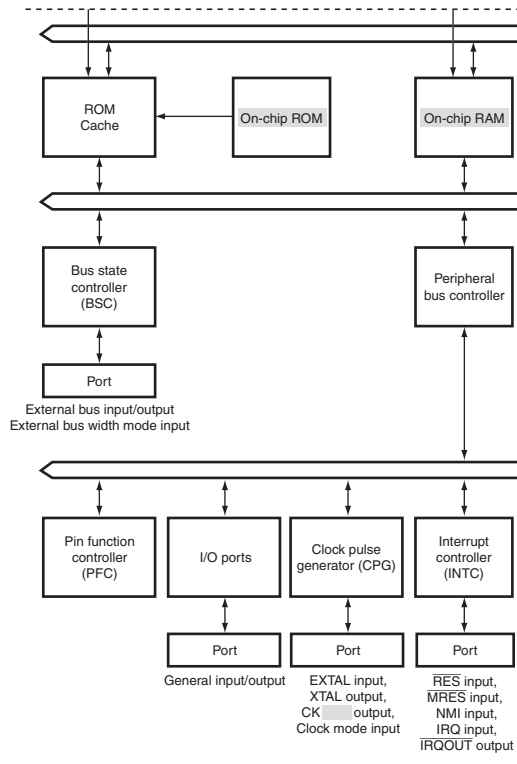 ROM
Cache
On-chip ROM
On-chip RAM
Bus state
controller
(BSC)
Peripheral
bus controller
Port
External bus input/output
External bus width mode input
Pin function
controller
(PFC)
I/O ports
Clock pulse
generator (CPG)
Interrupt
controller
(INTC)
Port
Port
Port
General input/output
EXTAL input,
XTAL output,
CK output,
Clock mode input
RES input,
MRES input,
NMI input,
IRQ input,
IRQOUT output